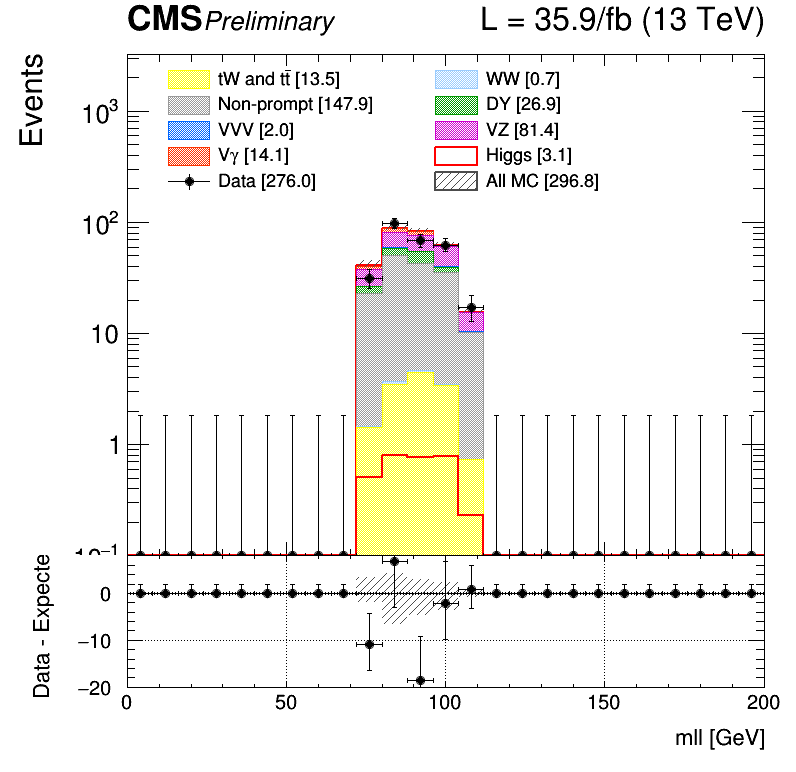 CMS Preliminary L = 35.9/fb (13 TeV)
Events
tW and tt̄ [13.5] WW [0.7]
Non-prompt [147.9] DY [26.9]
VVV [2.0] VZ [81.4]
Vγ [14.1] Higgs [3.1]
Data [276.0] All MC [296.8]
10³
10²
10
1
Data - Expecte
0
−10
−20
0 50 100 150 200
mll [GeV]